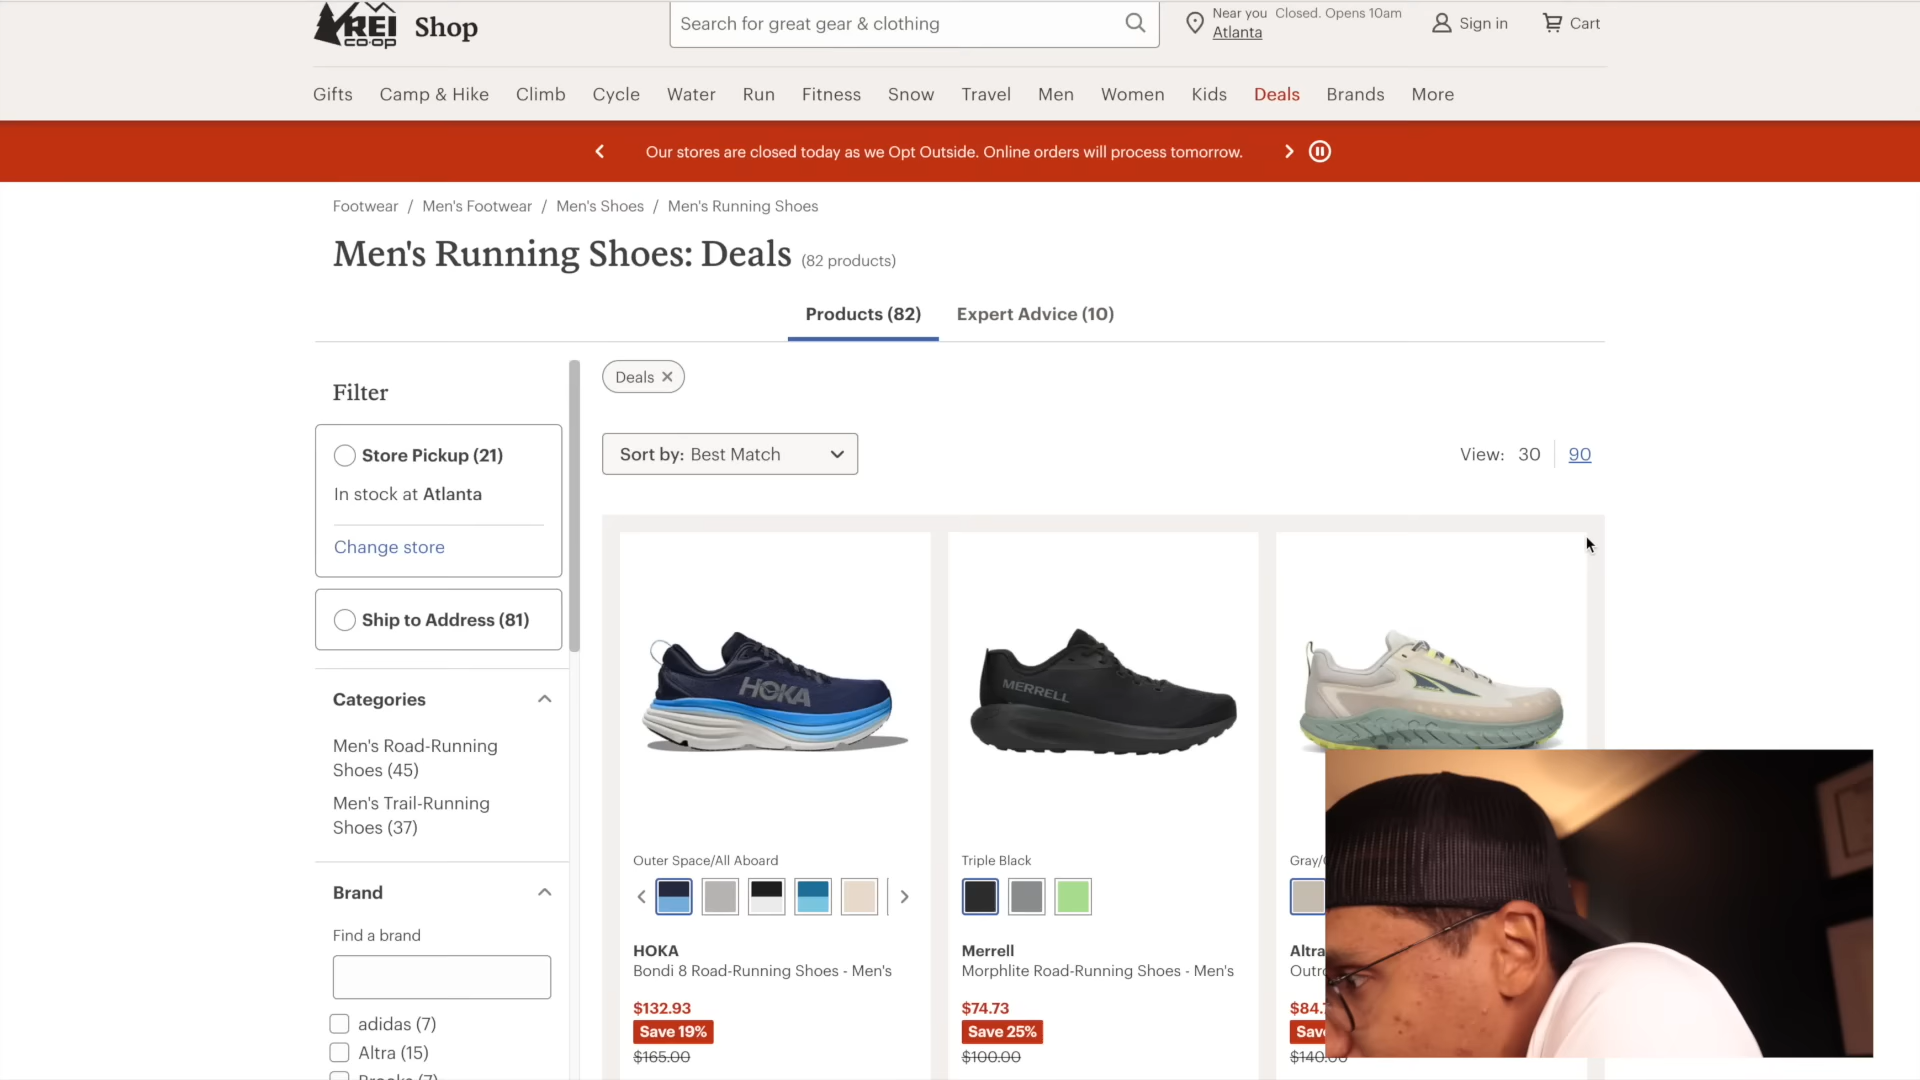 REI
CO·OP
Shop
Search for great gear & clothing
Near you Closed. Opens 10am
Atlanta
Sign in
Cart
Gifts Camp & Hike Climb Cycle Water Run Fitness Snow Travel Men Women Kids Deals Brands More
Our stores are closed today as we Opt Outside. Online orders will process tomorrow.
Footwear / Men's Footwear / Men's Shoes / Men's Running Shoes
Men's Running Shoes: Deals (82 products)
Products (82) Expert Advice (10)
Filter
Store Pickup (21)
In stock at Atlanta
Change store
Ship to Address (81)
Categories
Men's Road-Running
Shoes (45)
Men's Trail-Running
Shoes (37)
Brand
Find a brand
adidas (7)
Altra (15)
Deals
Sort by: Best Match
View: 30 90
HOKA
Outer Space/All Aboard
HOKA
Bondi 8 Road-Running Shoes - Men's
$132.93
Save 19%
$165.00
MERRELL
Triple Black
Merrell
Morphlite Road-Running Shoes - Men's
$74.73
Save 25%
$100.00
Gray/
Altra
$84.
$140.